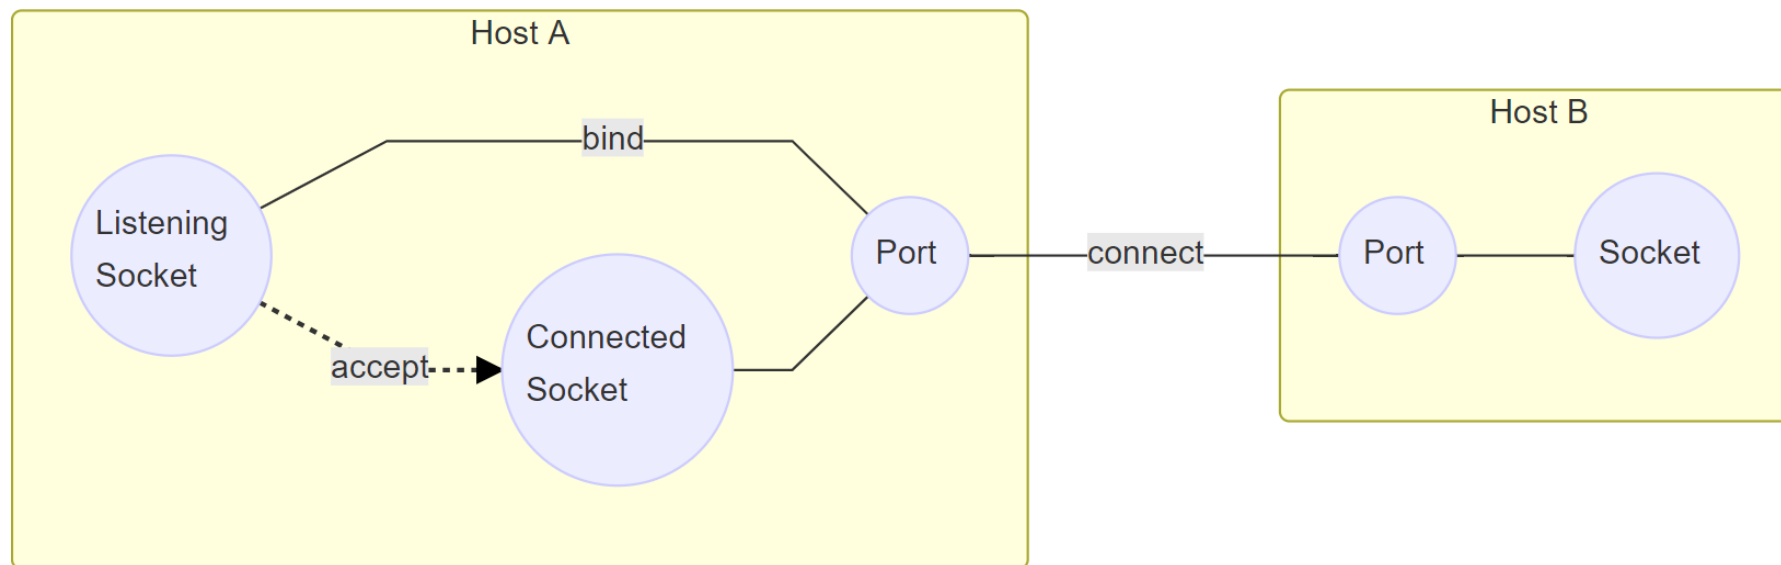 Host A
bind
Listening
Socket
accept
Connected
Socket
Port
connect
Host B
Port
Socket